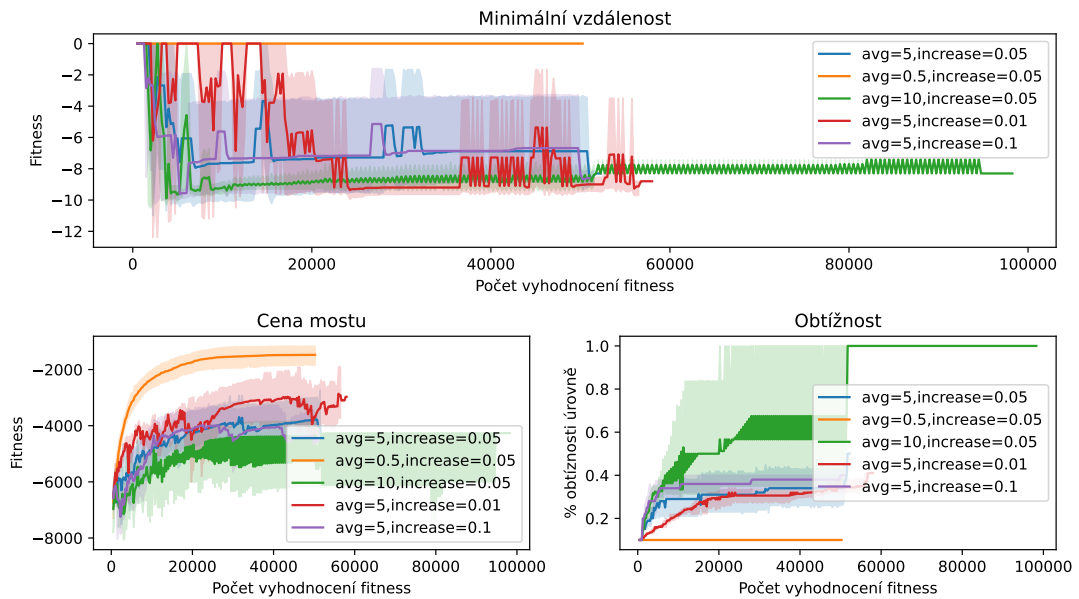 Minimální vzdálenost
Fitness
0
−2
−4
−6
−8
−10
−12
avg=5,increase=0.05
avg=0.5,increase=0.05
avg=10,increase=0.05
avg=5,increase=0.01
avg=5,increase=0.1
0 20000 40000 60000 80000 100000
Počet vyhodnocení fitness
Cena mostu
Fitness
−2000
−4000
−6000
−8000
avg=5,increase=0.05
avg=0.5,increase=0.05
avg=10,increase=0.05
avg=5,increase=0.01
avg=5,increase=0.1
0 20000 40000 60000 80000 100000
Počet vyhodnocení fitness
Obtížnost
% obtíznosti úrovně
1.0
0.8
0.6
0.4
0.2
avg=5,increase=0.05
avg=0.5,increase=0.05
avg=10,increase=0.05
avg=5,increase=0.01
avg=5,increase=0.1
0 20000 40000 60000 80000 100000
Počet vyhodnocení fitness